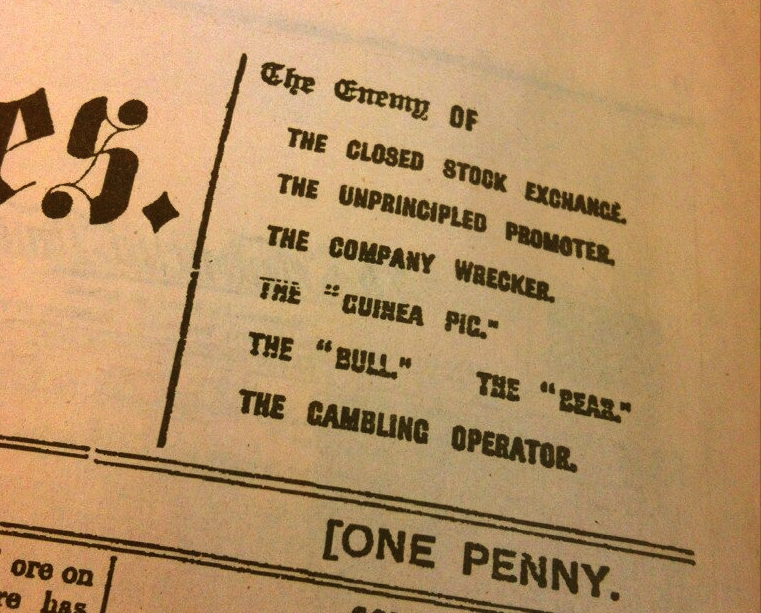 es.
The Enemy OF
THE CLOSED STOCK EXCHANGE.
THE UNPRINCIPLED PROMOTER.
THE COMPANY WRECKER.
THE "GUINEA PIG."
THE "BULL." THE "BEAR."
THE GAMBLING OPERATOR.
[ONE PENNY.
ore on
has